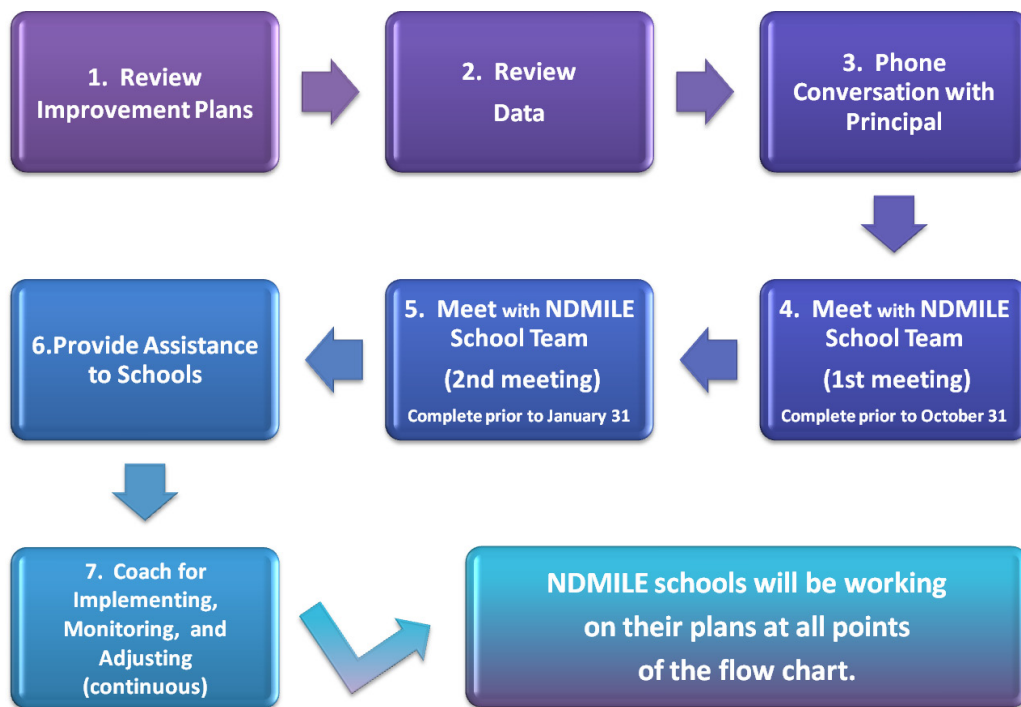 1. Review
Improvement Plans
2. Review
Data
3. Phone
Conversation with
Principal
4. Meet with NDMILE
School Team
(1st meeting)
Complete prior to October 31
5. Meet with NDMILE
School Team
(2nd meeting)
Complete prior to January 31
6.Provide Assistance
to Schools
7. Coach for
Implementing,
Monitoring, and
Adjusting
(continuous)
NDMILE schools will be working
on their plans at all points
of the flow chart.